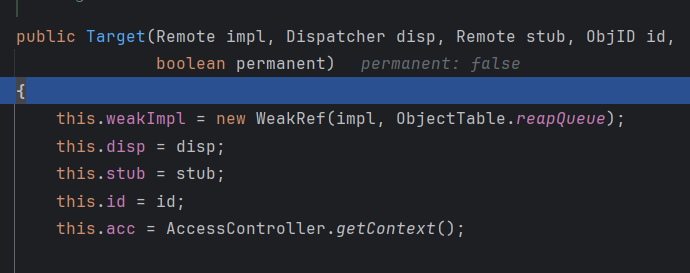 public Target(Remote impl, Dispatcher disp, Remote stub, ObjID id,
boolean permanent) permanent: false
{
this.weakImpl = new WeakRef(impl, ObjectTable.reapQueue);
this.disp = disp;
this.stub = stub;
this.id = id;
this.acc = AccessController.getContext();